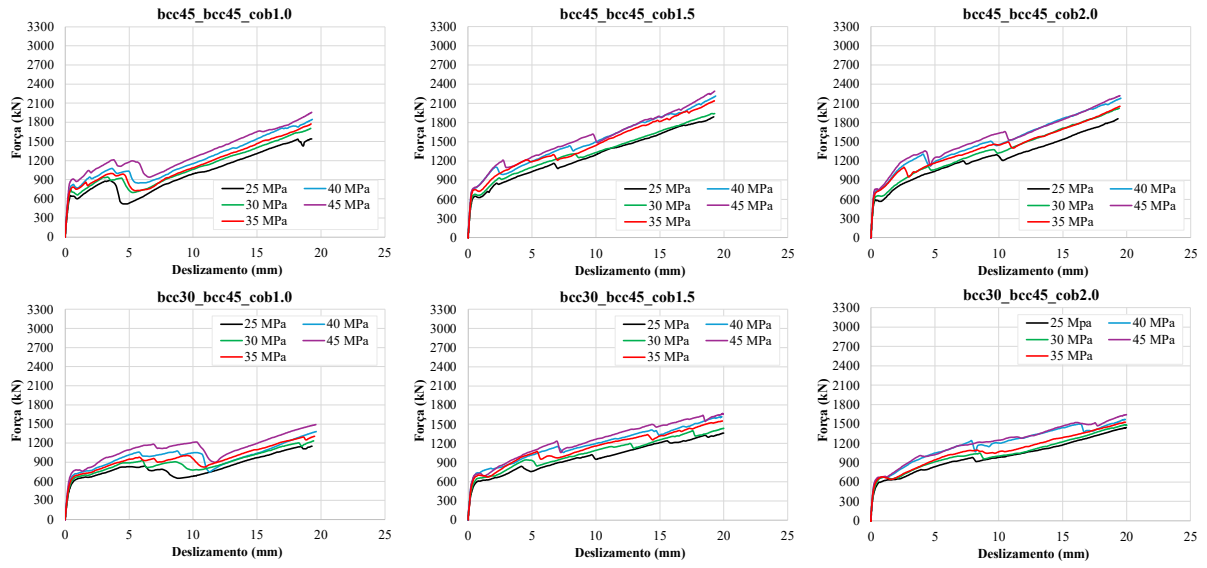 bcc45_bcc45_cob1.0
Força (kN)
3300
3000
2700
2400
2100
1800
1500
1200
900
600
300
0
0 5 10 15 20 25
Deslizamento (mm)
25 MPa 40 MPa
30 MPa 45 MPa
35 MPa
bcc45_bcc45_cob1.5
Força (kN)
3300
3000
2700
2400
2100
1800
1500
1200
900
600
300
0
0 5 10 15 20 25
Deslizamento (mm)
25 MPa 40 MPa
30 MPa 45 MPa
35 MPa
bcc45_bcc45_cob2.0
Força (kN)
3300
3000
2700
2400
2100
1800
1500
1200
900
600
300
0
0 5 10 15 20 25
Deslizamento (mm)
25 MPa 40 MPa
30 MPa 45 MPa
35 MPa
bcc30_bcc45_cob1.0
Força (kN)
3300
3000
2700
2400
2100
1800
1500
1200
900
600
300
0
0 5 10 15 20 25
Deslizamento (mm)
25 MPa 40 MPa
30 MPa 45 MPa
35 MPa
bcc30_bcc45_cob1.5
Força (kN)
3300
3000
2700
2400
2100
1800
1500
1200
900
600
300
0
0 5 10 15 20 25
Deslizamento (mm)
25 MPa 40 MPa
30 MPa 45 MPa
35 MPa
bcc30_bcc45_cob2.0
Força (kN)
3300
3000
2700
2400
2100
1800
1500
1200
900
600
300
0
0 5 10 15 20 25
Deslizamento (mm)
25 Mpa 40 MPa
30 MPa 45 MPa
35 MPa